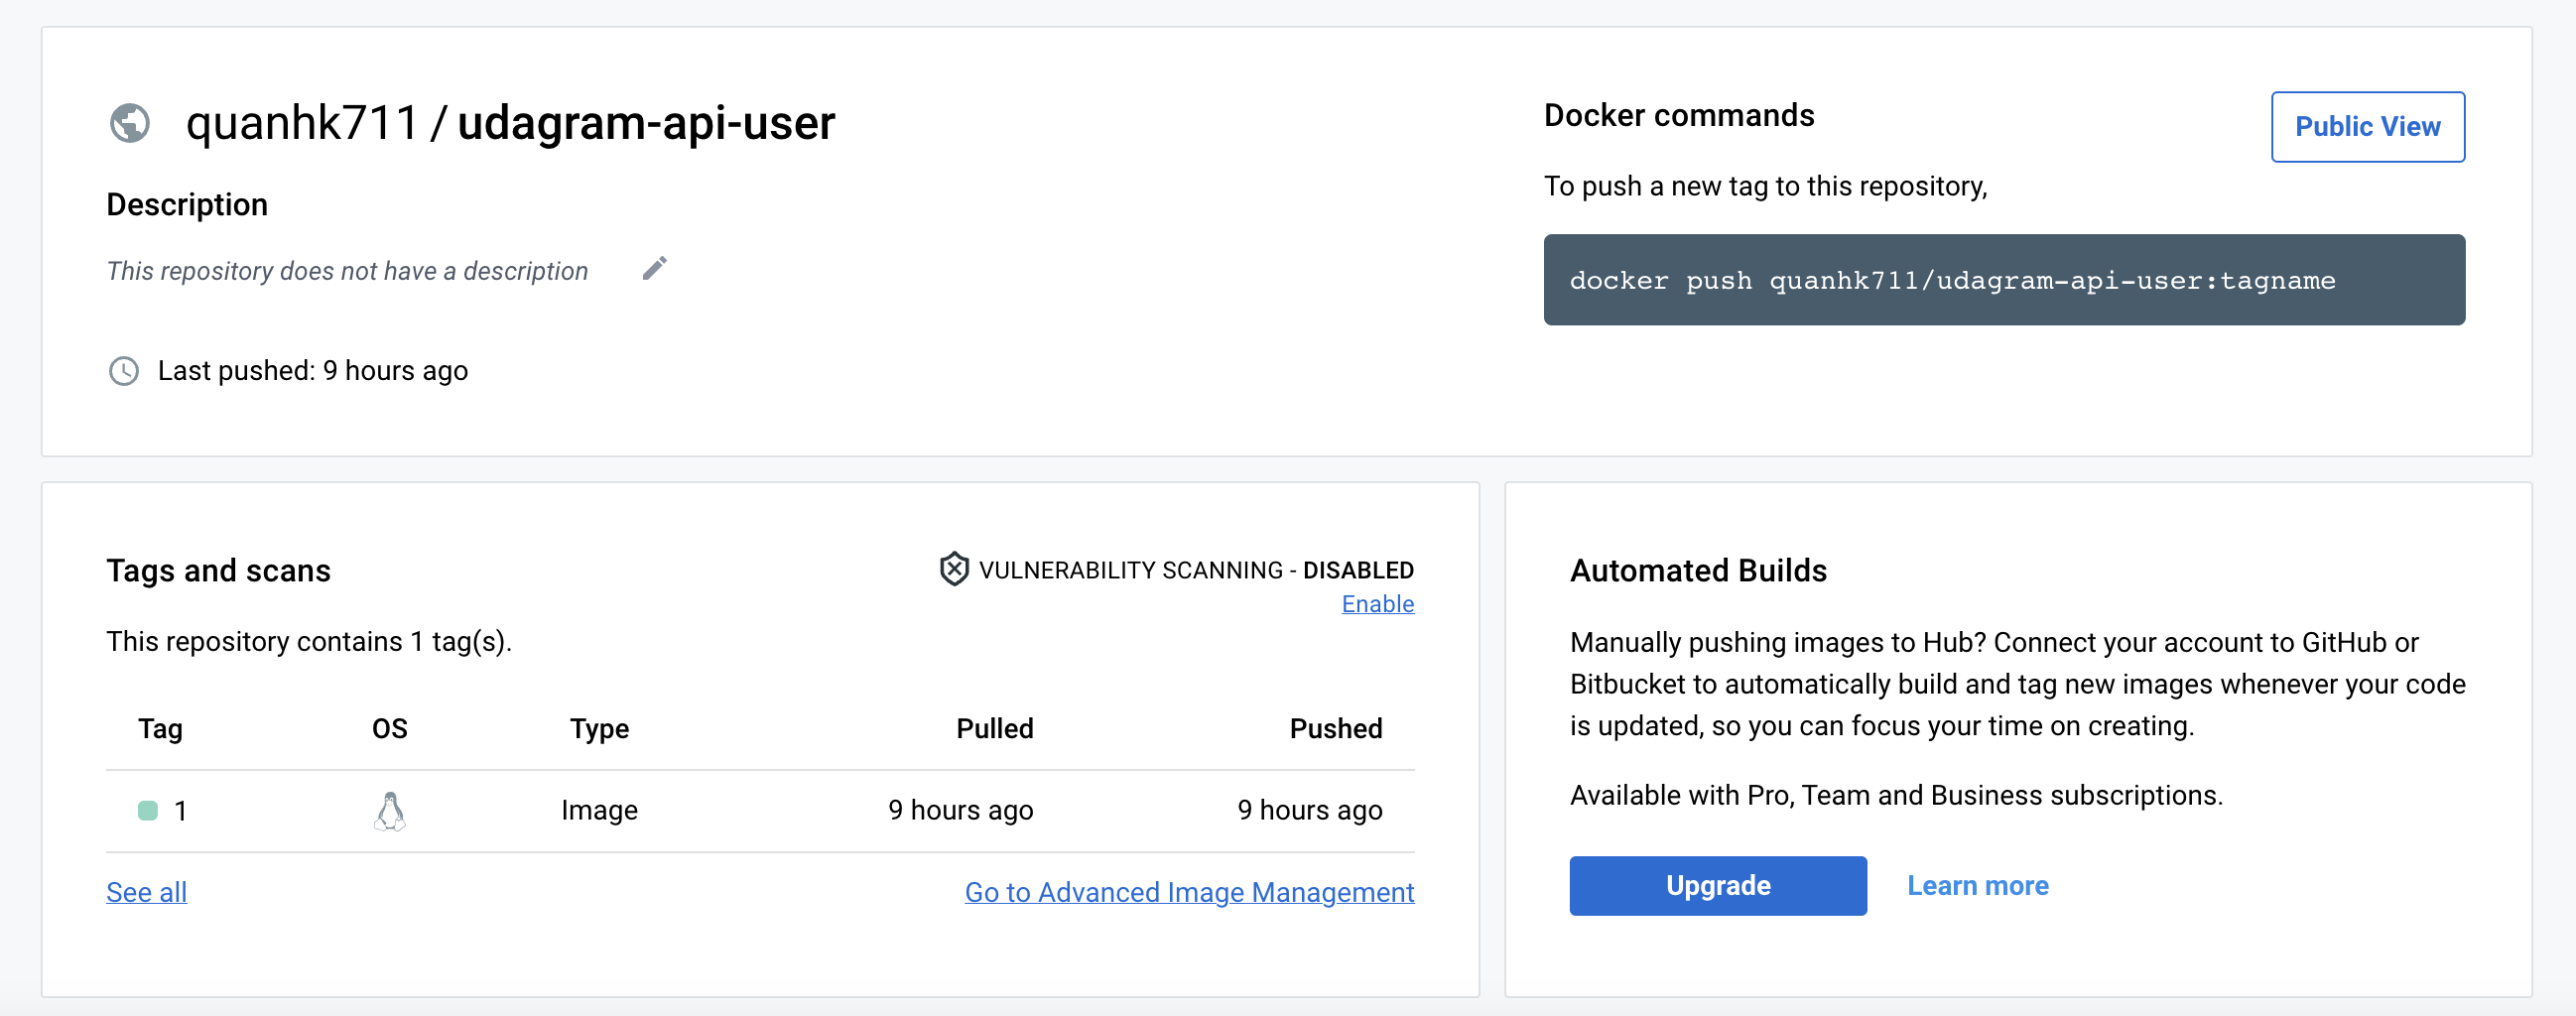 quanhk711 / udagram-api-user
Description
This repository does not have a description
Last pushed: 9 hours ago
Docker commands
Public View
To push a new tag to this repository,
docker push quanhk711/udagram-api-user:tagname
Tags and scans
VULNERABILITY SCANNING - DISABLED
Enable
This repository contains 1 tag(s).
Tag OS Type Pulled Pushed
1 Image 9 hours ago 9 hours ago
See all
Go to Advanced Image Management
Automated Builds
Manually pushing images to Hub? Connect your account to GitHub or
Bitbucket to automatically build and tag new images whenever your code
is updated, so you can focus your time on creating.
Available with Pro, Team and Business subscriptions.
Upgrade
Learn more